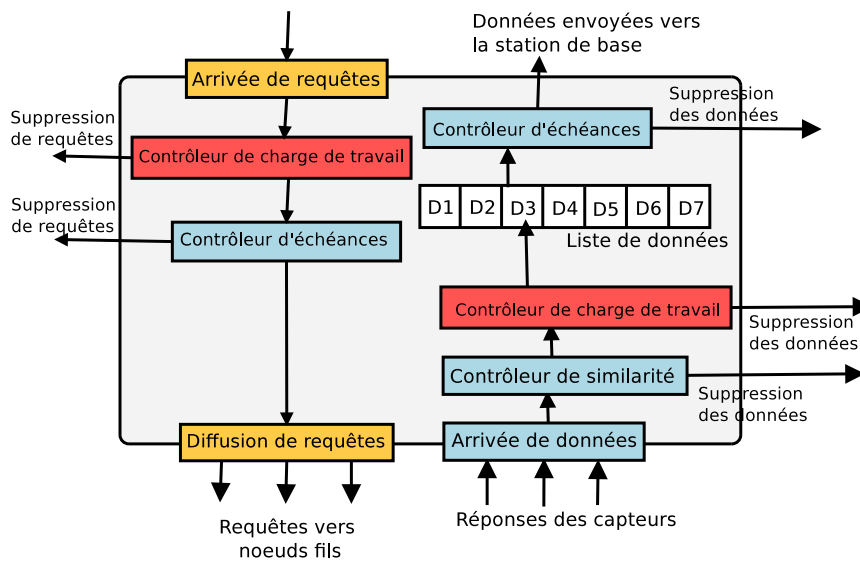 Données envoyées vers
la station de base
Arrivée de requêtes
Suppression
des données
Suppression
de requêtes
Contrôleur d'échéances
Contrôleur de charge de travail
Suppression
de requêtes
D1 D2 D3 D4 D5 D6 D7
Contrôleur d'échéances
Liste de données
Contrôleur de charge de travail
Suppression
des données
Contrôleur de similarité
Suppression
des données
Diffusion de requêtes
Arrivée de données
Requêtes vers
noeuds fils
Réponses des capteurs